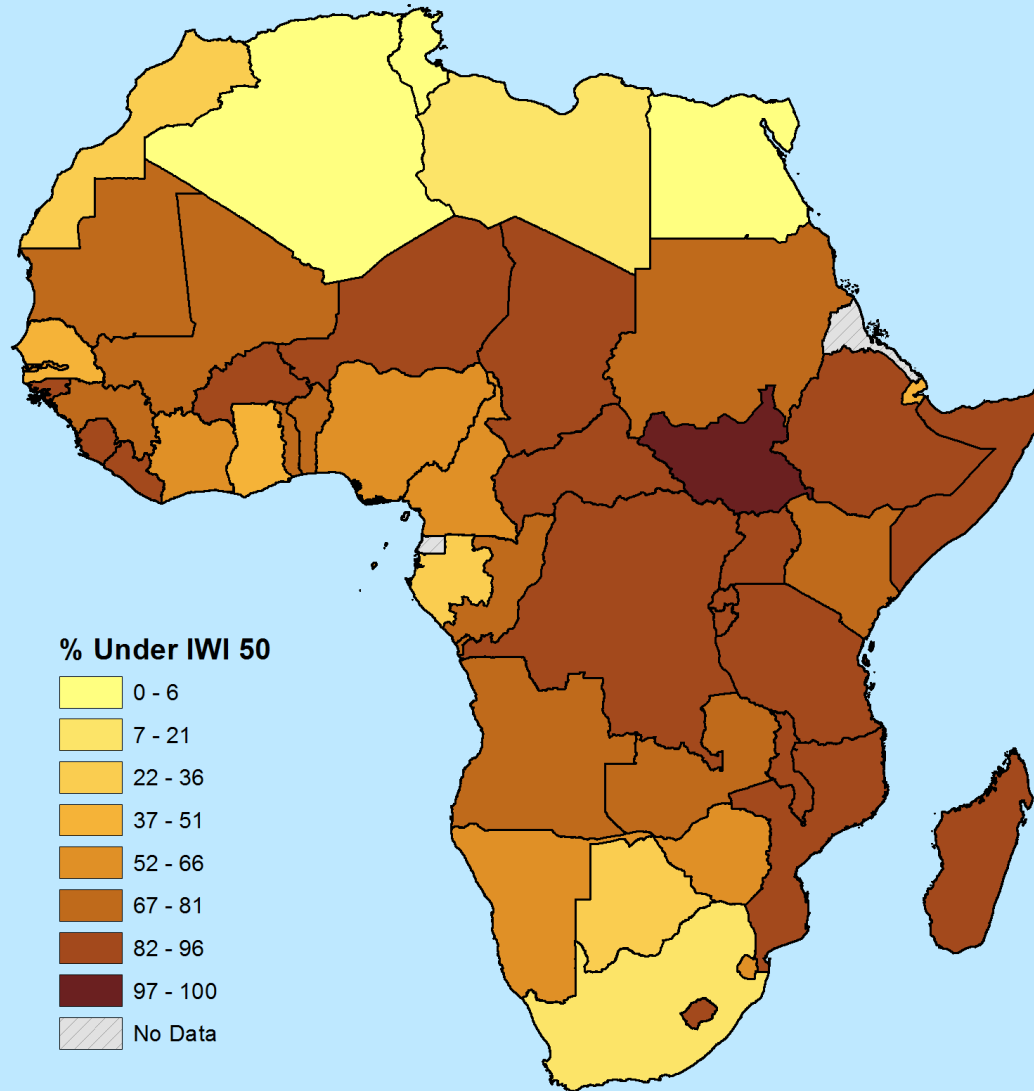 % Under IWI 50
0 - 6
7 - 21
22 - 36
37 - 51
52 - 66
67 - 81
82 - 96
97 - 100
No Data